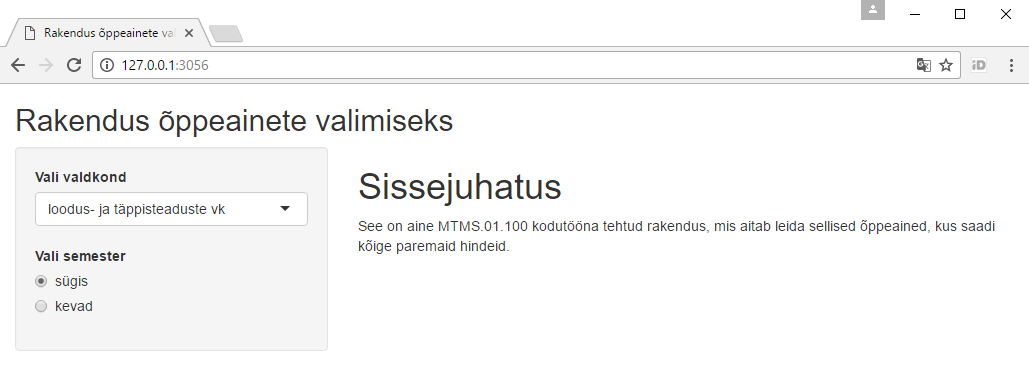 Rakendus õppeainete va
127.0.0.1:3056
iD
Rakendus õppeainete valimiseks
Vali valdkond
loodus- ja täppisteaduste vk
Vali semester
sügis
kevad
Sissejuhatus
See on aine MTMS.01.100 kodutööna tehtud rakendus, mis aitab leida sellised õppeained, kus saadi
kõige paremaid hindeid.